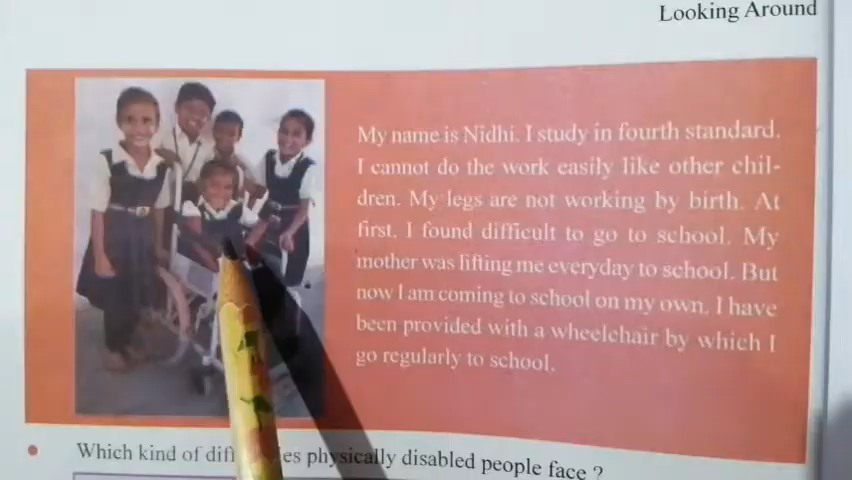 Looking Around
My name is Nidhi. I study in fourth standard.
I cannot do the work easily like other chil-
dren. My legs are not working by birth. At
first, I found difficult to go to school. My
mother was lifting me everyday to school. But
now I am coming to school on my own. I have
been provided with a wheelchair by which I
go regularly to school.
Which kind of es physically disabled people face ?